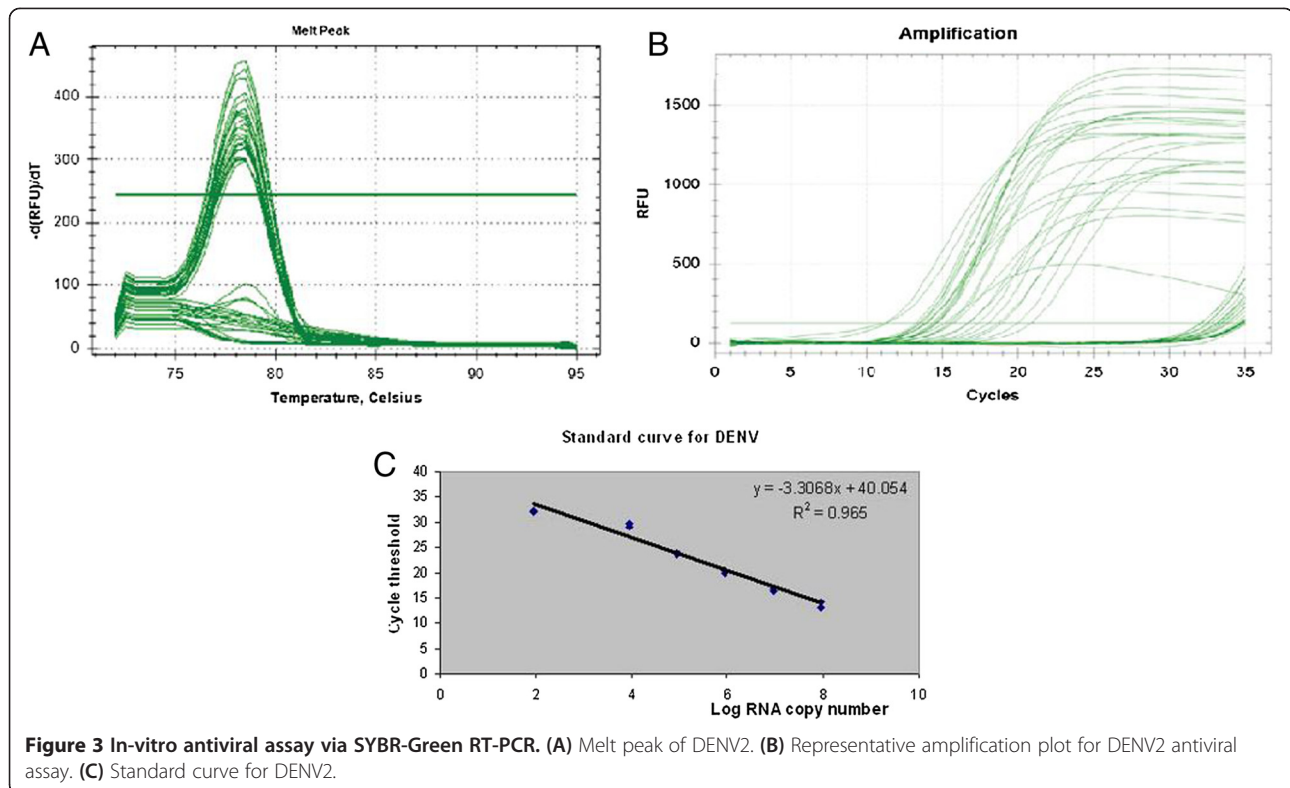 A
Melt Peak
-d(RFU)/dT
400
300
200
100
0
75 80 85 90 95
Temperature, Celsius
B
Amplification
RFU
1500
1000
500
0
0 5 10 15 20 25 30 35
Cycles
C
Standard curve for DENV
y = -3.3068x + 40.054
R² = 0.965
Cycle threshold
40
35
30
25
20
15
10
5
0
0 2 4 6 8 10
Log RNA copy number
Figure 3 In-vitro antiviral assay via SYBR-Green RT-PCR. (A) Melt peak of DENV2. (B) Representative amplification plot for DENV2 antiviral
assay. (C) Standard curve for DENV2.